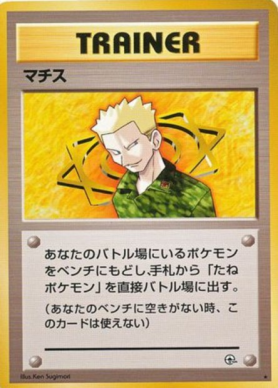 TRAINER
マチス
あなたのバトル場にいるポケモン
をベンチにもどし、手札から「たね
ポケモン」を直接バトル場に出す。
(あなたのベンチに空きがない時、こ
のカードは使えない)
Illus. Ken Sugimori